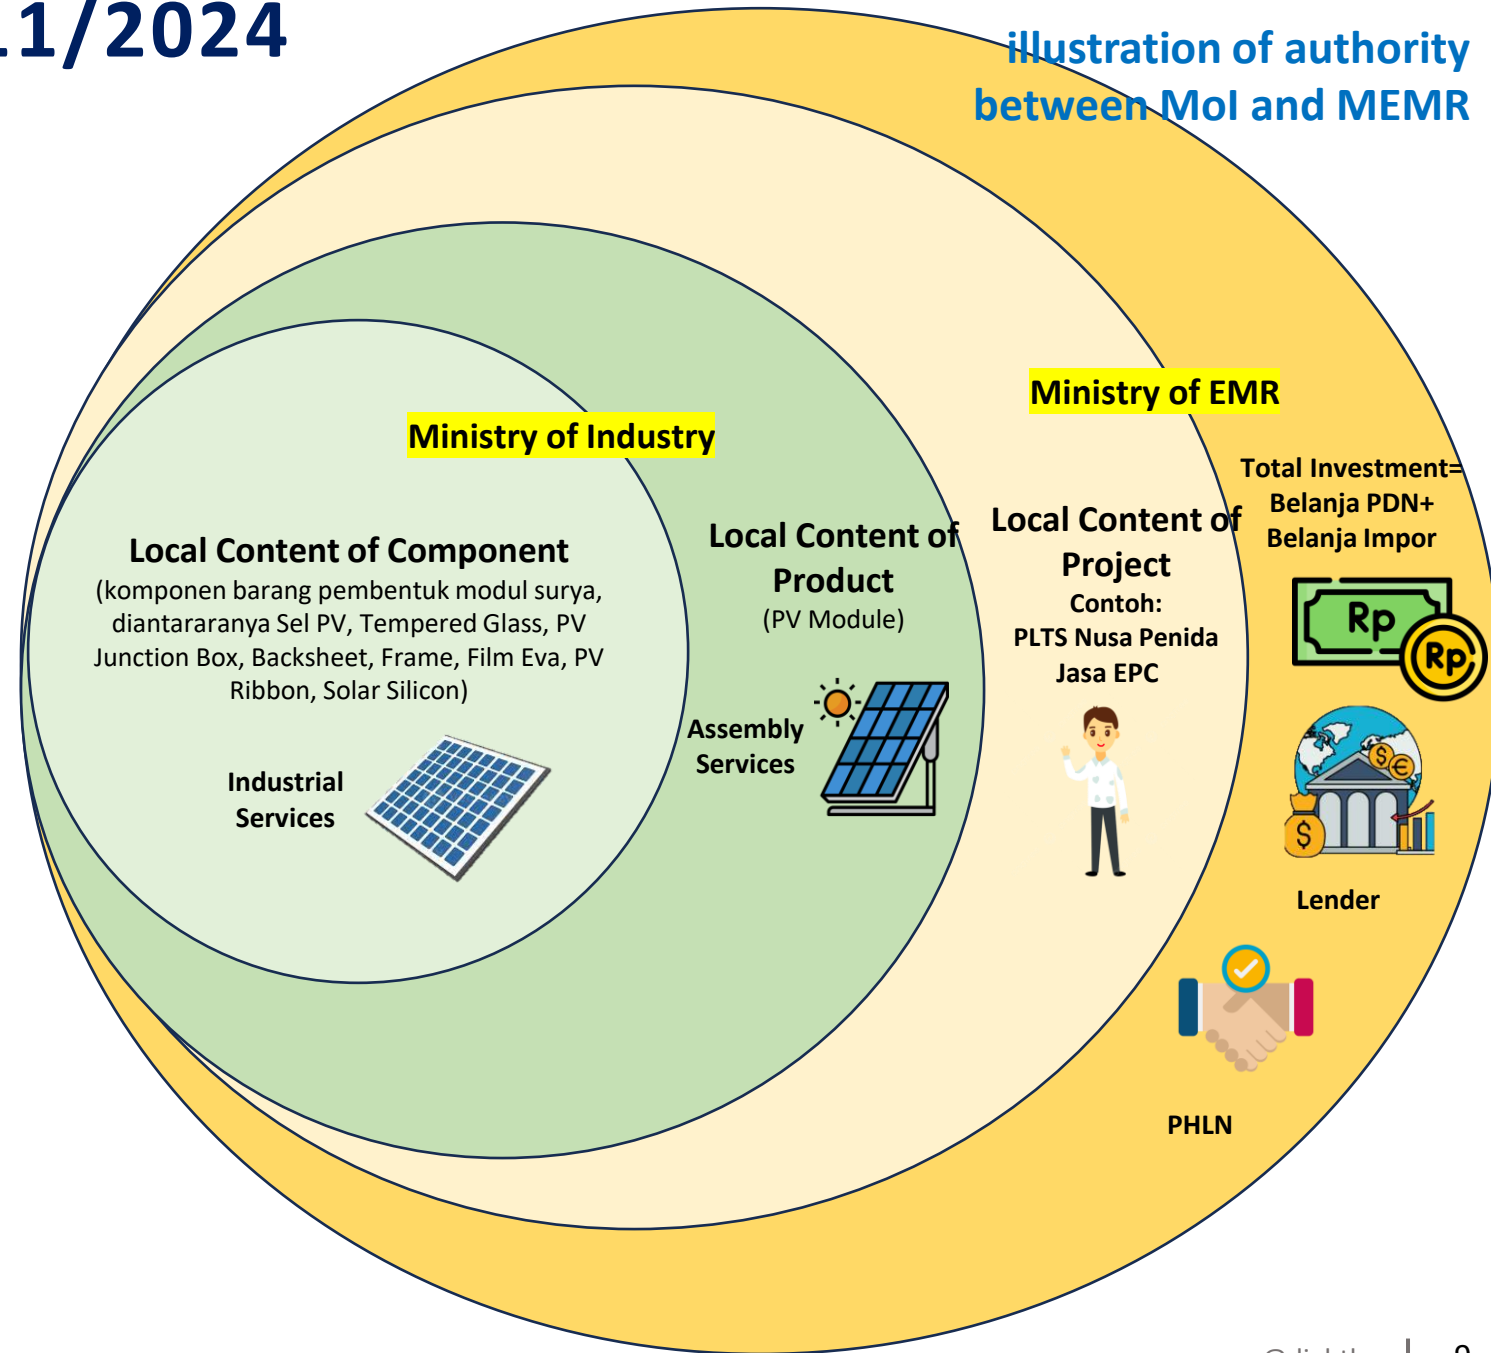 11/2024
illustration of authority
between MoI and MEMR
Ministry of EMR
Ministry of Industry
Total Investment=
Belanja PDN+
Belanja Impor
Local Content of Component
(komponen barang pembentuk modul surya,
diantararanya Sel PV, Tempered Glass, PV
Junction Box, Backsheet, Frame, Film Eva, PV
Ribbon, Solar Silicon)
Industrial
Services
Local Content of
Product
(PV Module)
Assembly
Services
Local Content of
Project
Contoh:
PLTS Nusa Penida
Jasa EPC
Rp
Rp
$
€
$
Lender
PHLN
9